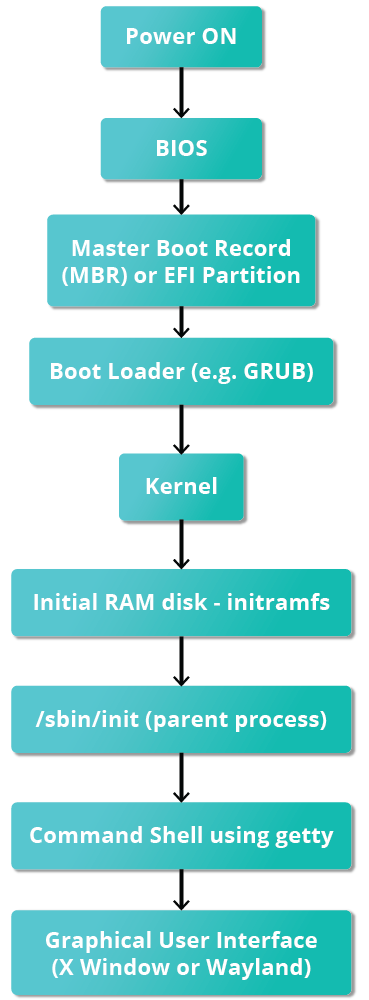 Power ON
BIOS
Master Boot Record
(MBR) or EFI Partition
Boot Loader (e.g. GRUB)
Kernel
Initial RAM disk - initramfs
/sbin/init (parent process)
Command Shell using getty
Graphical User Interface
(X Window or Wayland)